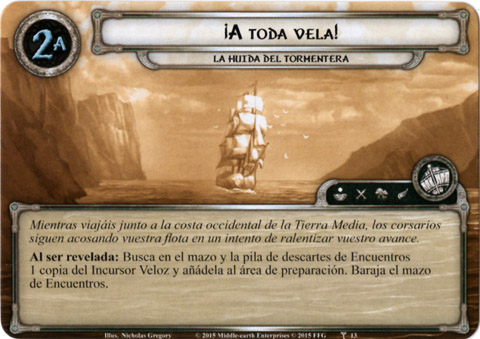 2A
¡A TODA VELA!
LA HUIDA DEL TORMENTERA
Mientras viajáis junto a la costa occidental de la Tierra Media, los corsarios
siguen acosando vuestra flota en un intento de ralentizar vuestro avance.
Al ser revelada: Busca en el mazo y la pila de descartes de Encuentros
1 copia del Incursor Veloz y añádela al área de preparación. Baraja el mazo
de Encuentros.
Illus. Nicholas Gregory © 2015 Middle-earth Enterprises © 2015 FFG 13